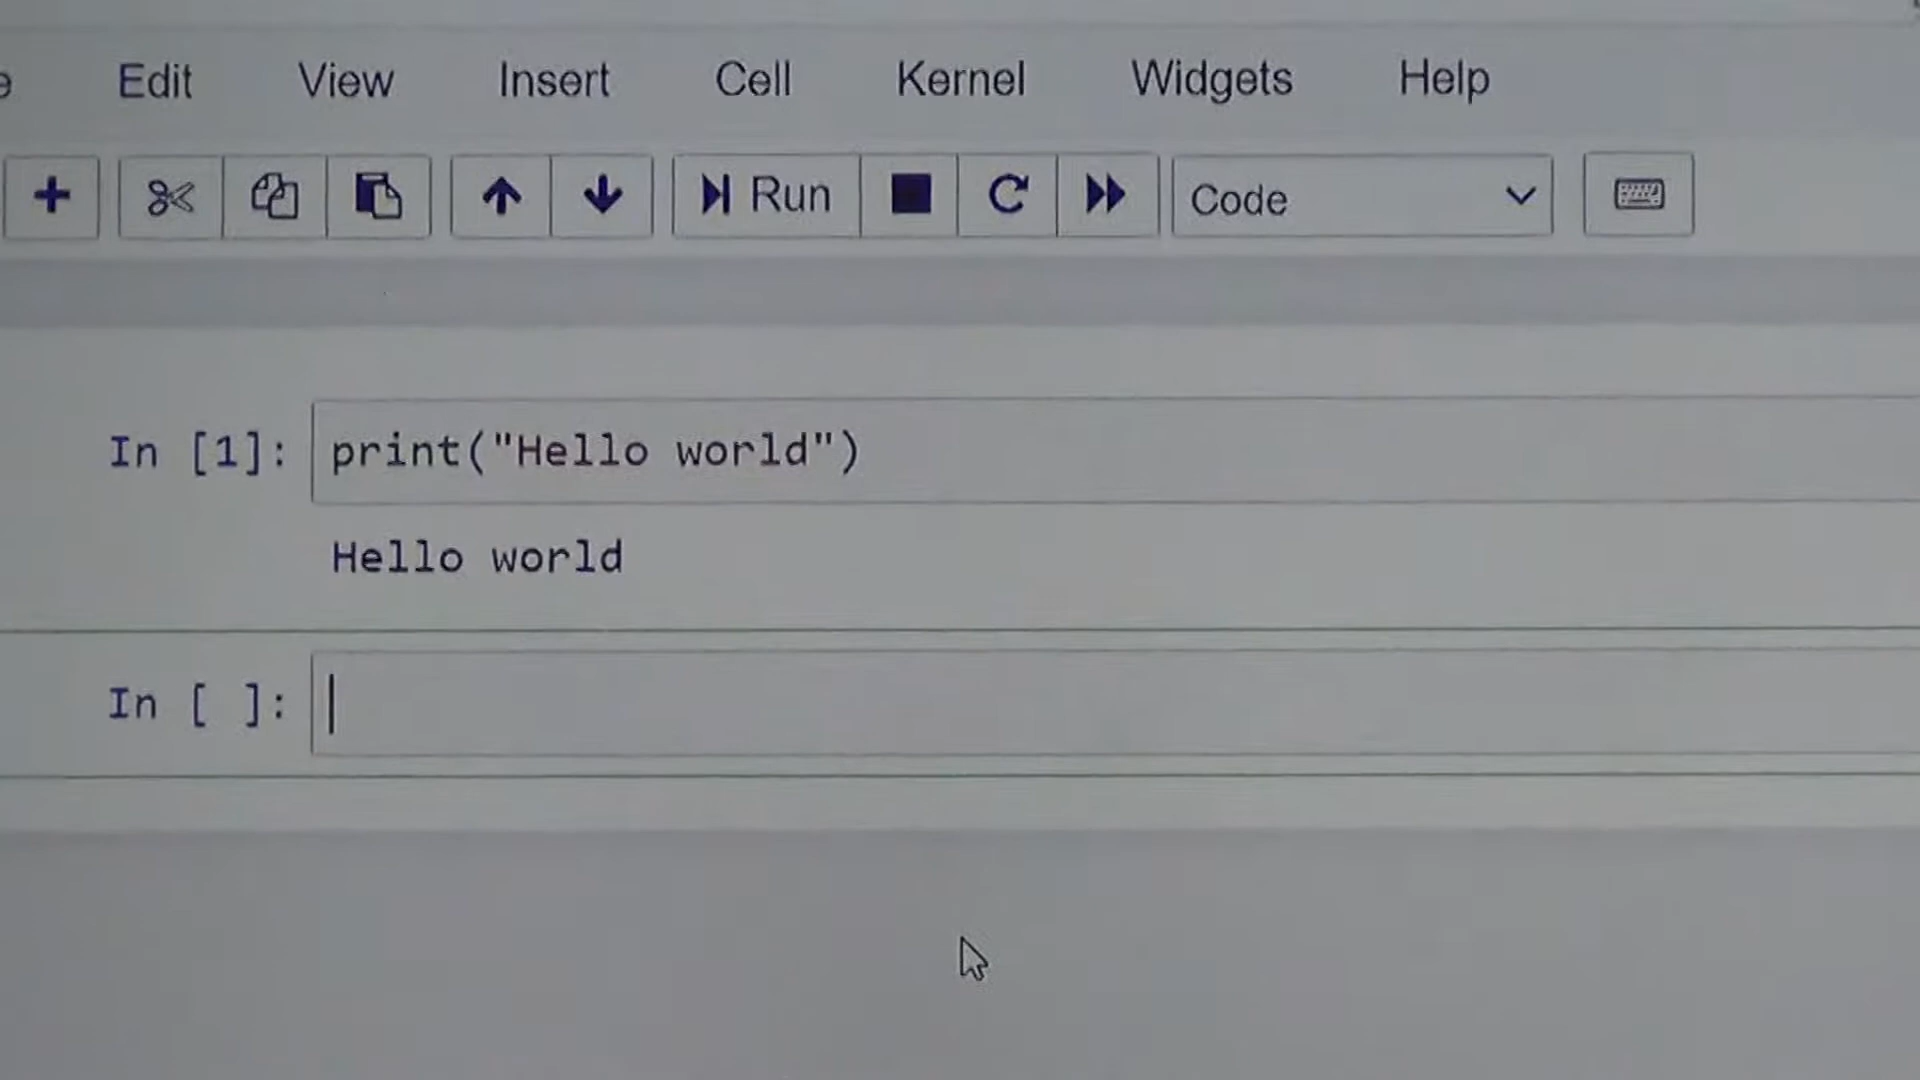 Edit View Insert Cell Kernel Widgets Help
Run Code
In [1]: print("Hello world")
Hello world
In [ ]: